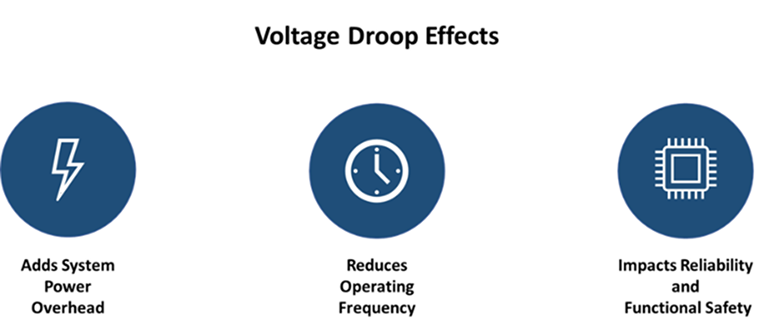 Voltage Droop Effects
Adds System
Power
Overhead
Reduces
Operating
Frequency
Impacts Reliability
and
Functional Safety